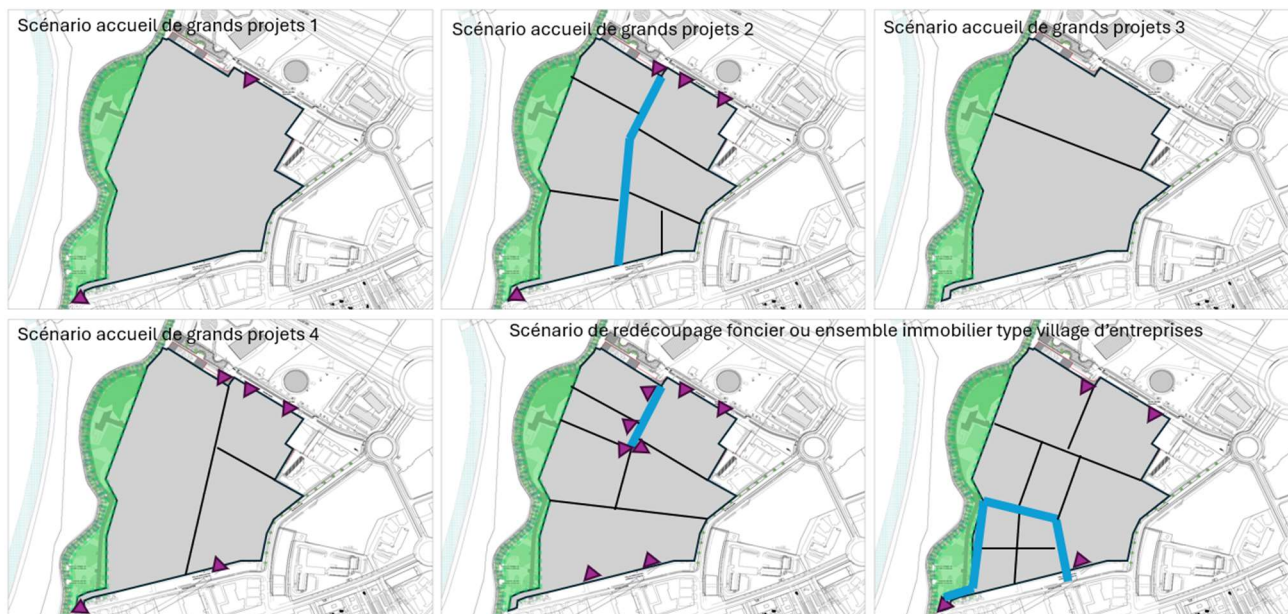 Scénario accueil de grands projets 1
Scénario accueil de grands projets 2
Scénario accueil de grands projets 3
Scénario accueil de grands projets 4
Scénario de redécoupage foncier ou ensemble immobilier type village d'entreprises